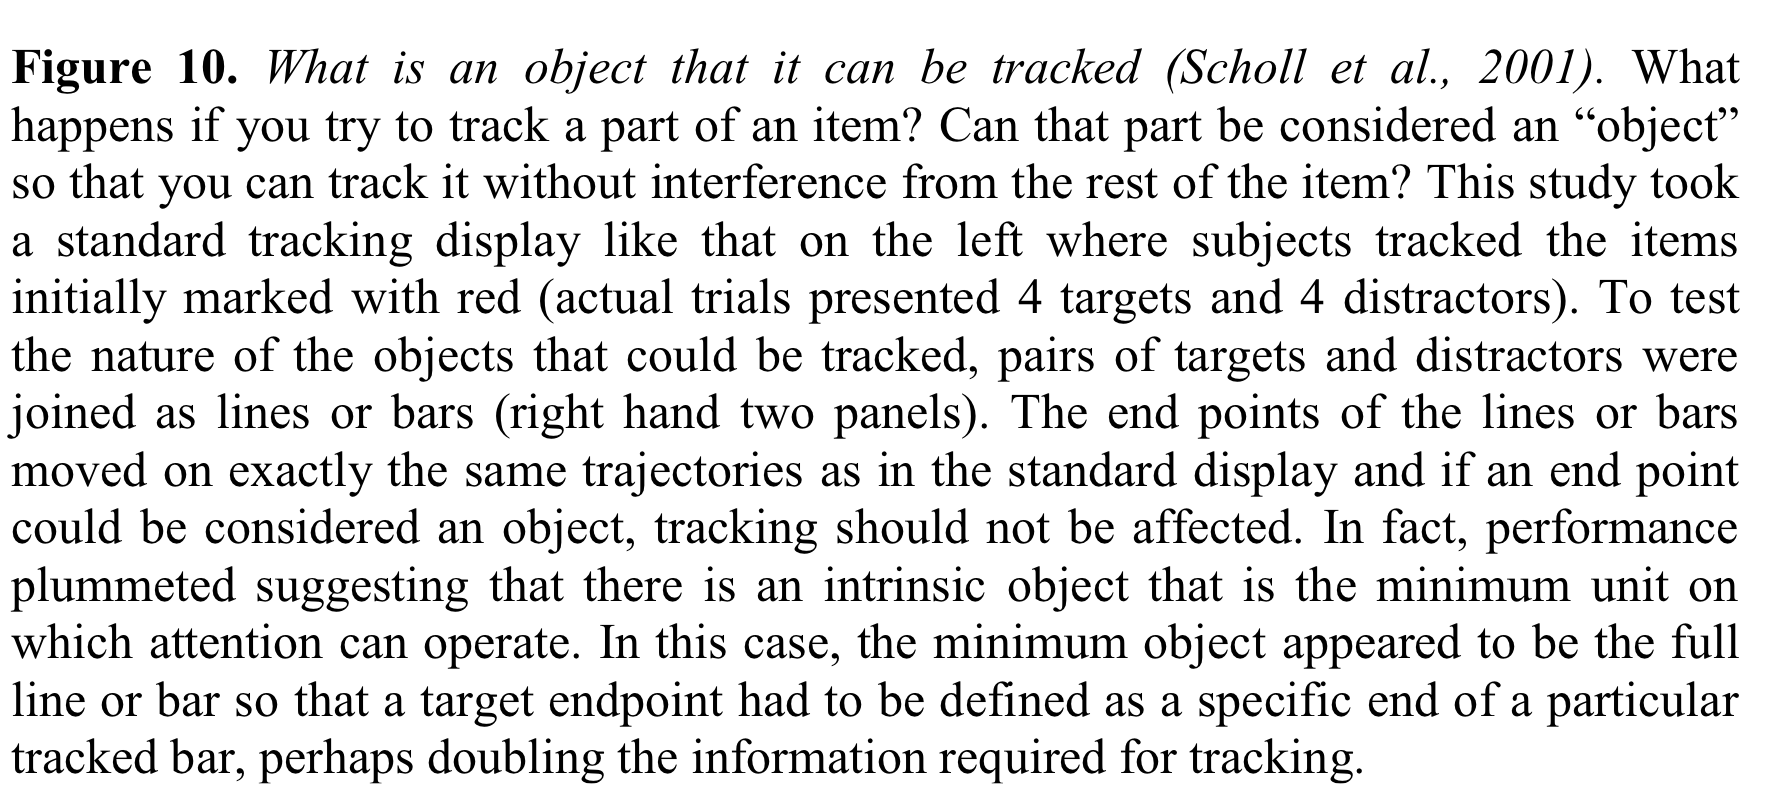 Figure 10. What is an object that it can be tracked (Scholl et al., 2001). What
happens if you try to track a part of an item? Can that part be considered an “object”
so that you can track it without interference from the rest of the item? This study took
a standard tracking display like that on the left where subjects tracked the items
initially marked with red (actual trials presented 4 targets and 4 distractors). To test
the nature of the objects that could be tracked, pairs of targets and distractors were
joined as lines or bars (right hand two panels). The end points of the lines or bars
moved on exactly the same trajectories as in the standard display and if an end point
could be considered an object, tracking should not be affected. In fact, performance
plummeted suggesting that there is an intrinsic object that is the minimum unit on
which attention can operate. In this case, the minimum object appeared to be the full
line or bar so that a target endpoint had to be defined as a specific end of a particular
tracked bar, perhaps doubling the information required for tracking.